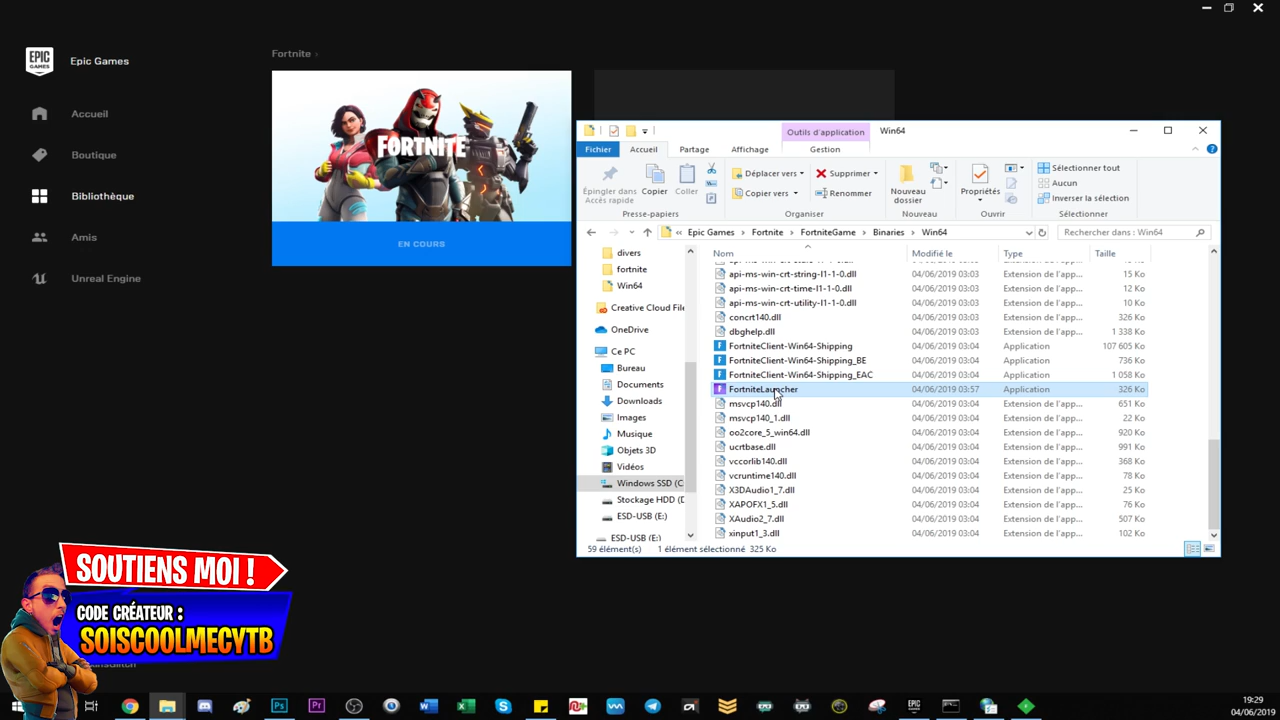 EPIC GAMES
Epic Games
Accueil
Boutique
Bibliothèque
Amis
Unreal Engine
Fortnite ›
FORTNITE
EN COURS
Outils d'application
Win64
Fichier
Accueil
Partage
Affichage
Gestion
Épingler dans
Accès rapide
Copier
Coller
Déplacer vers
Copier vers
Supprimer
Renommer
Nouveau
dossier
Propriétés
Sélectionner tout
Aucun
Inverser la sélection
Presse-papiers
Organiser
Nouveau
Ouvrir
Sélectionner
« Epic Games › Fortnite › FortniteGame › Binaries › Win64
Rechercher dans : Win64
divers
fortnite
Win64
Creative Cloud File
OneDrive
Ce PC
Bureau
Documents
Downloads
Images
Musique
Objets 3D
Vidéos
Windows SSD (C
Stockage HDD (D
ESD-USB (E:)
ESD-USB (E:)
Nom Modifié le Type Taille
api-ms-win-crt-string-l1-1-0.dll 04/06/2019 03:03 Extension de l'app... 15 Ko
api-ms-win-crt-time-l1-1-0.dll 04/06/2019 03:03 Extension de l'app... 12 Ko
api-ms-win-crt-utility-l1-1-0.dll 04/06/2019 03:03 Extension de l'app... 10 Ko
concrt140.dll 04/06/2019 03:03 Extension de l'app... 326 Ko
dbghelp.dll 04/06/2019 03:03 Extension de l'app... 1 338 Ko
FortniteClient-Win64-Shipping 04/06/2019 03:04 Application 107 605 Ko
FortniteClient-Win64-Shipping_BE 04/06/2019 03:04 Application 736 Ko
FortniteClient-Win64-Shipping_EAC 04/06/2019 03:04 Application 1 058 Ko
FortniteLauncher 04/06/2019 03:57 Application 326 Ko
msvcp140.dll 04/06/2019 03:04 Extension de l'app... 651 Ko
msvcp140_1.dll 04/06/2019 03:04 Extension de l'app... 22 Ko
oo2core_5_win64.dll 04/06/2019 03:04 Extension de l'app... 920 Ko
ucrtbase.dll 04/06/2019 03:04 Extension de l'app... 991 Ko
vccorlib140.dll 04/06/2019 03:04 Extension de l'app... 368 Ko
vcruntime140.dll 04/06/2019 03:04 Extension de l'app... 78 Ko
X3DAudio1_7.dll 04/06/2019 03:04 Extension de l'app... 25 Ko
XAPOFX1_5.dll 04/06/2019 03:04 Extension de l'app... 76 Ko
XAudio2_7.dll 04/06/2019 03:04 Extension de l'app... 507 Ko
xinput1_3.dll 04/06/2019 03:04 Extension de l'app... 102 Ko
59 élément(s) 1 élément sélectionné 325 Ko
SOUTIENS MOI !
CODE CRÉATEUR :
SOISCOOLMECYTB
19:29
04/06/2019